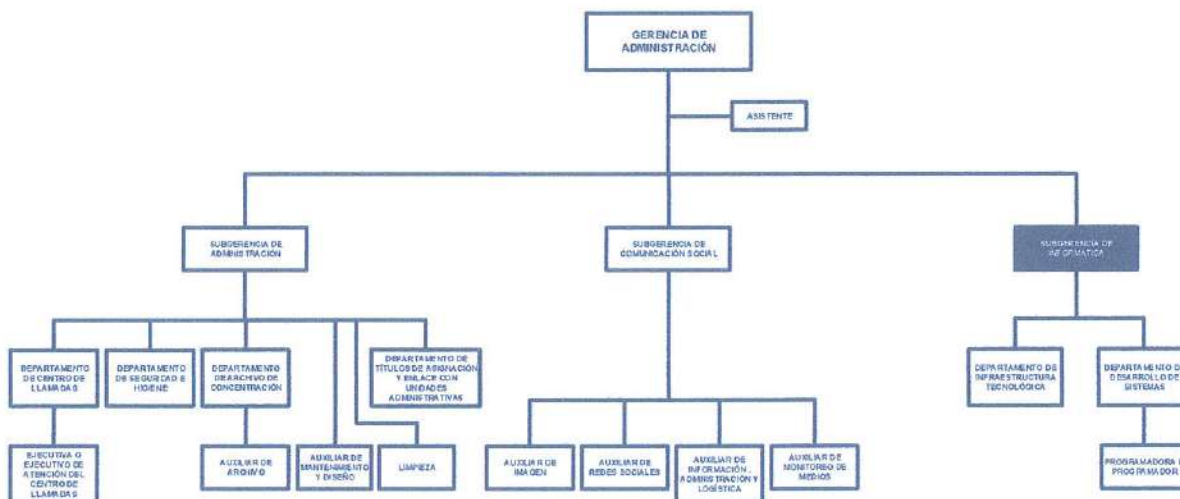 GERENCIA DE
ADMINISTRACIÓN
ASISTENTE
SUBGERENCIA DE
ADMINISTRACIÓN
SUBGERENCIA DE
COMUNICACIÓN SOCIAL
SUBGERENCIA DE
INFORMATICA
DEPARTAMENTO
DE CENTRO DE
LLAMADAS
DEPARTAMENTO
DE SEGURIDAD E
HIGIENE
DEPARTAMENTO
DE ARCHIVO DE
CONCENTRACIÓN
DEPARTAMENTO DE
TÍTULOS DE ASIGNACIÓN
Y ENLACE CON
UNIDADES
ADMINISTRATIVAS
DEPARTAMENTO DE
INFRAESTRUCTURA
TECNOLÓGICA
DEPARTAMENTO D
DESARROLLO DE
SISTEMAS
EJECUTIVA O
EJECUTIVO DE
ATENCIÓN DEL
CENTRO DE
LLAMADAS
AUXILIAR DE
ARCHIVO
AUXILIAR DE
MANTENIMIENTO
Y DISEÑO
LIMPIEZA
AUXILIAR DE
IMAGEN
AUXILIAR DE
REDES SOCIALES
AUXILIAR DE
INFORMACIÓN,
ADMINISTRACIÓN Y
LOGÍSTICA
AUXILIAR DE
MONITOREO DE
MEDIOS
PROGRAMADORA
PROGRAMADOR